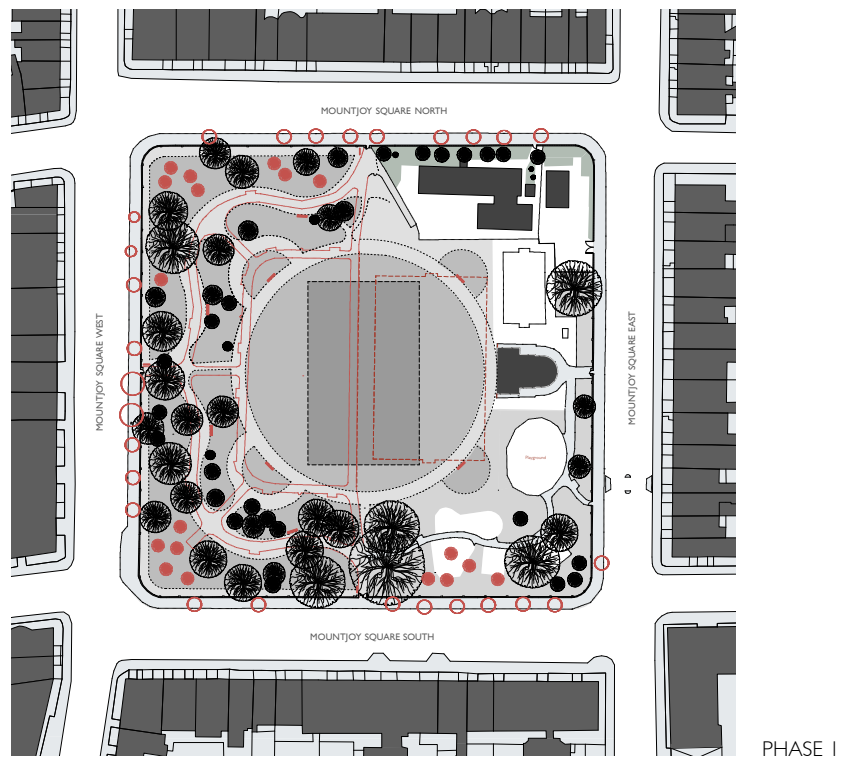 MOUNTJOY SQUARE NORTH
MOUNTJOY SQUARE WEST
MOUNTJOY SQUARE EAST
Playground
MOUNTJOY SQUARE SOUTH
PHASE 1